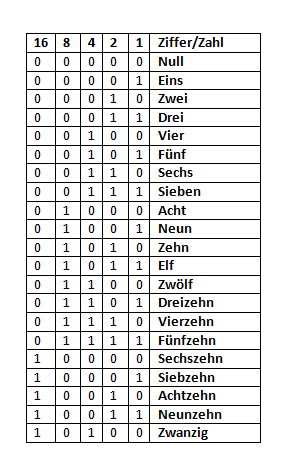 16 8 4 2 1 Ziffer/Zahl
0 0 0 0 0 Null
0 0 0 0 1 Eins
0 0 0 1 0 Zwei
0 0 0 1 1 Drei
0 0 1 0 0 Vier
0 0 1 0 1 Fünf
0 0 1 1 0 Sechs
0 0 1 1 1 Sieben
0 1 0 0 0 Acht
0 1 0 0 1 Neun
0 1 0 1 0 Zehn
0 1 0 1 1 Elf
0 1 1 0 0 Zwölf
0 1 1 0 1 Dreizehn
0 1 1 1 0 Vierzehn
0 1 1 1 1 Fünfzehn
1 0 0 0 0 Sechszehn
1 0 0 0 1 Siebzehn
1 0 0 1 0 Achtzehn
1 0 0 1 1 Neunzehn
1 0 1 0 0 Zwanzig